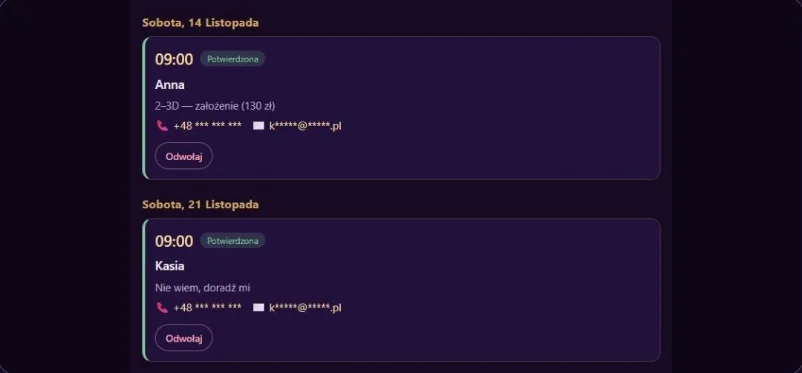 Sobota, 14 Listopada
09:00 Potwierdzona
Anna
2–3D — założenie (130 zł)
+48 *** *** *** k*****@*****.pl
Odwołaj
Sobota, 21 Listopada
09:00 Potwierdzona
Kasia
Nie wiem, doradź mi
+48 *** *** *** k*****@*****.pl
Odwołaj